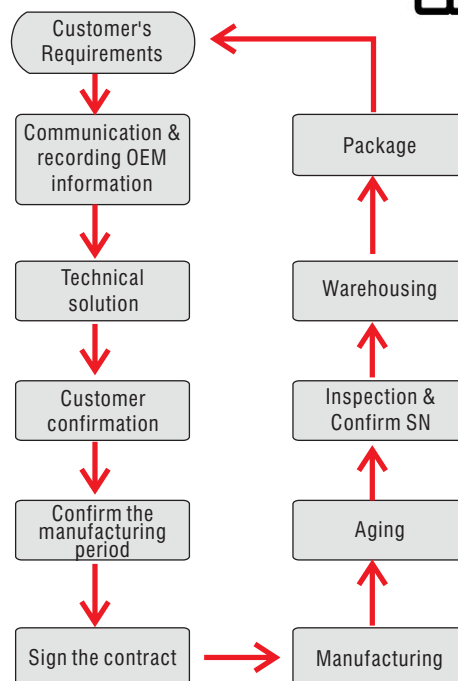 Customer's
Requirements
Communication &
recording OEM
information
Technical
solution
Customer
confirmation
Confirm the
manufacturing
period
Sign the contract
Package
Warehousing
Inspection &
Confirm SN
Aging
Manufacturing